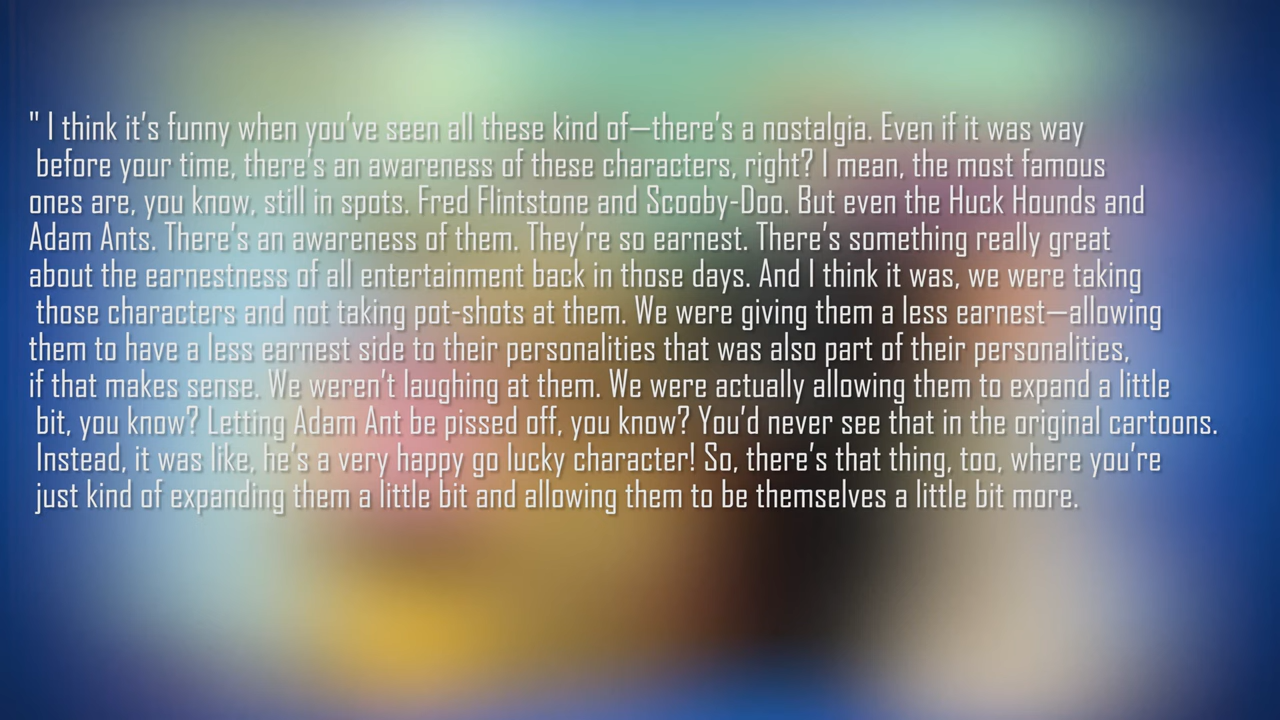 " I think it’s funny when you’ve seen all these kind of—there’s a nostalgia. Even if it was way
before your time, there’s an awareness of these characters, right? I mean, the most famous
ones are, you know, still in spots. Fred Flintstone and Scooby-Doo. But even the Huck Hounds and
Adam Ants. There’s an awareness of them. They’re so earnest. There’s something really great
about the earnestness of all entertainment back in those days. And I think it was, we were taking
those characters and not taking pot-shots at them. We were giving them a less earnest—allowing
them to have a less earnest side to their personalities that was also part of their personalities,
if that makes sense. We weren’t laughing at them. We were actually allowing them to expand a little
bit, you know? Letting Adam Ant be pissed off, you know? You’d never see that in the original cartoons.
Instead, it was like, he’s a very happy go lucky character! So, there’s that thing, too, where you’re
just kind of expanding them a little bit and allowing them to be themselves a little bit more.